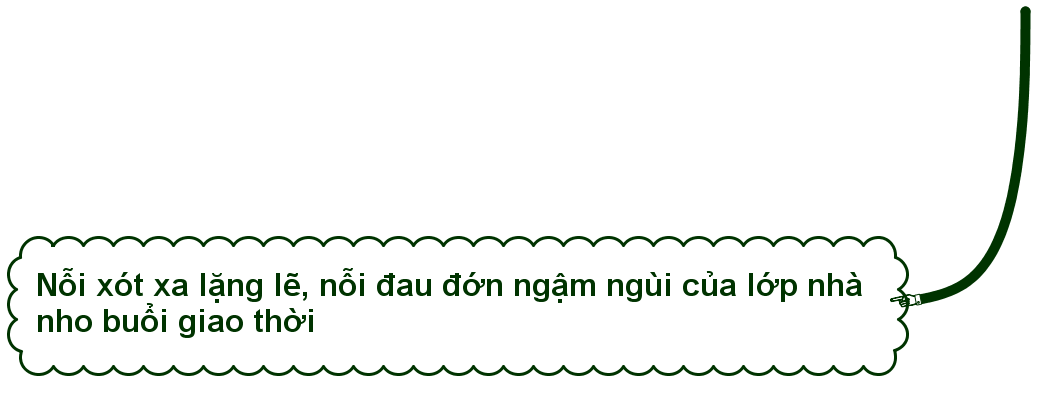 Nỗi xót xa lặng lẽ, nỗi đau đớn ngậm ngùi của lớp nhà
nho buổi giao thời